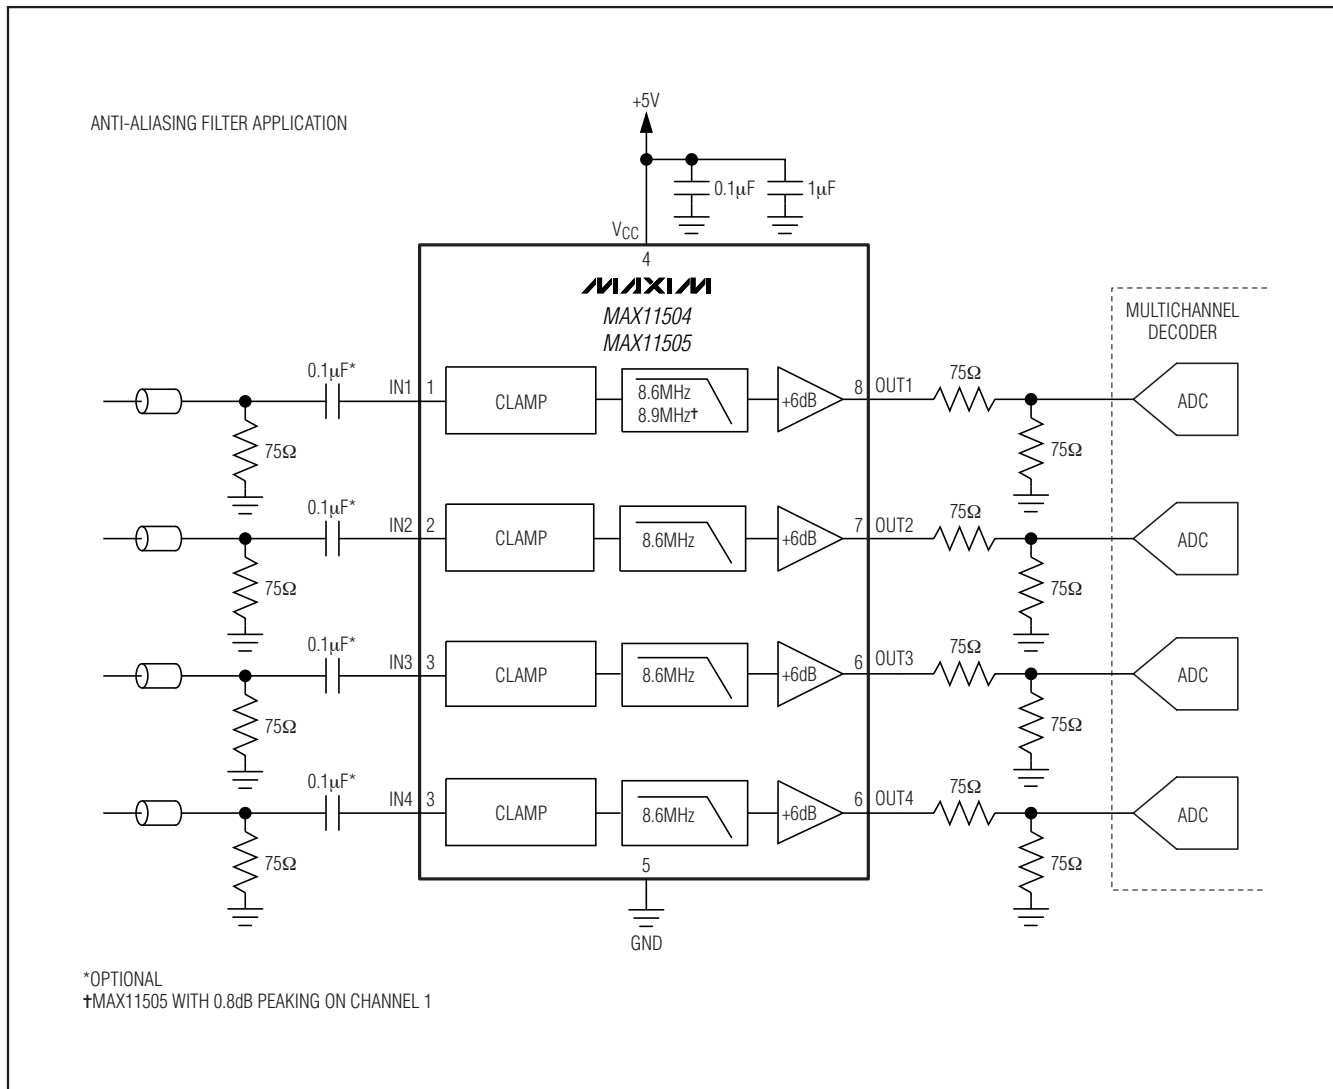 ANTI-ALIASING FILTER APPLICATION
+5V
0.1μF
1μF
VCC
4
MAXIM
MAX11504
MAX11505
MULTICHANNEL
DECODER
0.1μF*
IN1
1
CLAMP
8.6MHz
8.9MHz†
+6dB
8
OUT1
75Ω
ADC
75Ω
75Ω
0.1μF*
IN2
2
CLAMP
8.6MHz
+6dB
7
OUT2
75Ω
ADC
75Ω
75Ω
0.1μF*
IN3
3
CLAMP
8.6MHz
+6dB
6
OUT3
75Ω
ADC
75Ω
75Ω
0.1μF*
IN4
3
CLAMP
8.6MHz
+6dB
6
OUT4
75Ω
ADC
75Ω
75Ω
5
GND
*OPTIONAL
†MAX11505 WITH 0.8dB PEAKING ON CHANNEL 1